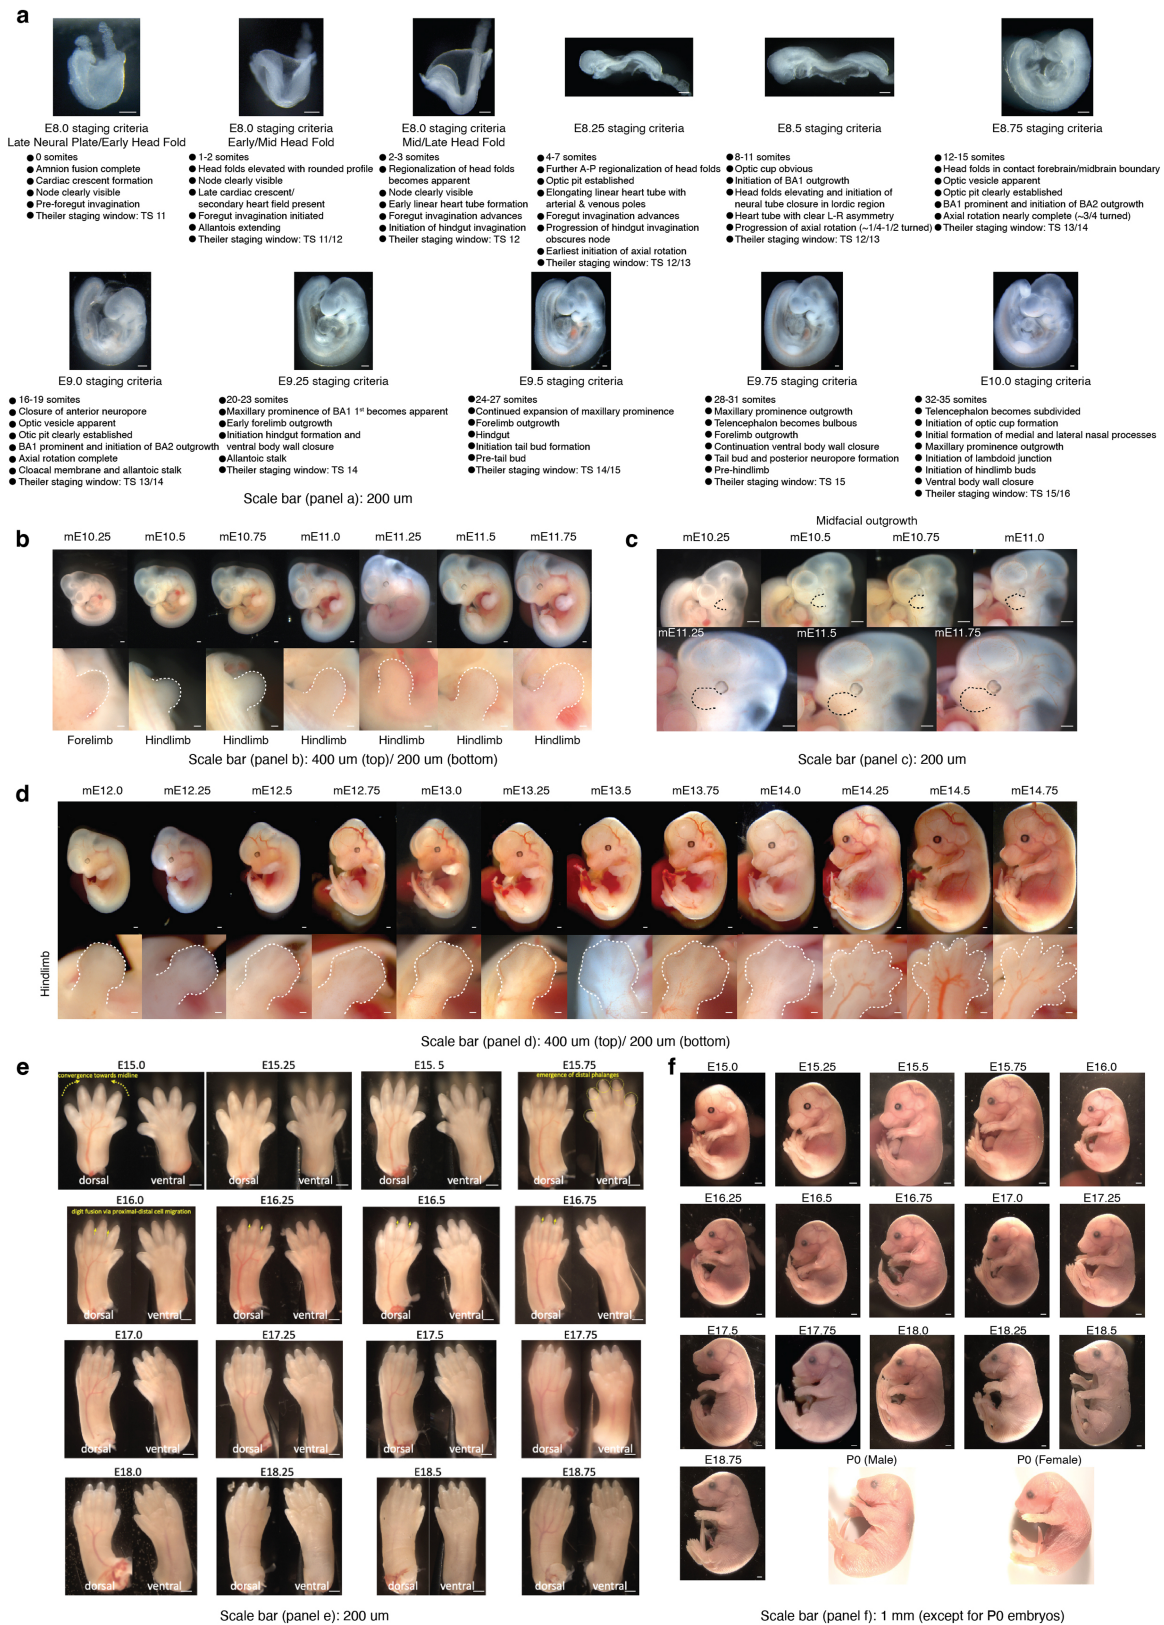 a
E8.0 staging criteria
Late Neural Plate/Early Head Fold
● 0 somites
● Amnion fusion complete
● Cardiac crescent formation
● Node clearly visible
● Pre-foregut invagination
● Theiler staging window: TS 11
E8.0 staging criteria
Early/Mid Head Fold
● 1-2 somites
● Head folds elevated with rounded profile
● Node clearly visible
● Late cardiac crescent/
secondary heart field present
● Foregut invagination initiated
● Allantois extending
● Theiler staging window: TS 11/12
E8.0 staging criteria
Mid/Late Head Fold
● 2-3 somites
● Regionalization of head folds
becomes apparent
● Node clearly visible
● Early linear heart tube formation
● Foregut invagination advances
● Initiation of hindgut invagination
● Theiler staging window: TS 12
E8.25 staging criteria
● 4-7 somites
● Further A-P regionalization of head folds
● Optic pit established
● Elongating linear heart tube with
arterial & venous poles
● Foregut invagination advances
● Progression of hindgut invagination
obscures node
● Earliest initiation of axial rotation
● Theiler staging window: TS 12/13
E8.5 staging criteria
● 8-11 somites
● Optic cup obvious
● Initiation of BA1 outgrowth
● Head folds elevating and initiation of
neural tube closure in lordic region
● Heart tube with clear L-R asymmetry
● Progression of axial rotation (~1/4-1/2 turned)
● Theiler staging window: TS 12/13
E8.75 staging criteria
● 12-15 somites
● Head folds in contact forebrain/midbrain boundary
● Optic vesicle apparent
● Optic pit clearly established
● BA1 prominent and initiation of BA2 outgrowth
● Axial rotation nearly complete (~3/4 turned)
● Theiler staging window: TS 13/14
E9.0 staging criteria
● 16-19 somites
● Closure of anterior neuropore
● Optic vesicle apparent
● Otic pit clearly established
● BA1 prominent and initiation of BA2 outgrowth
● Axial rotation complete
● Cloacal membrane and allantoic stalk
● Theiler staging window: TS 13/14
E9.25 staging criteria
● 20-23 somites
● Maxillary prominence of BA1 1st becomes apparent
● Early forelimb outgrowth
● Initiation hindgut formation and
ventral body wall closure
● Allantoic stalk
● Theiler staging window: TS 14
E9.5 staging criteria
● 24-27 somites
● Continued expansion of maxillary prominence
● Forelimb outgrowth
● Hindgut
● Initiation tail bud formation
● Pre-tail bud
● Theiler staging window: TS 14/15
E9.75 staging criteria
● 28-31 somites
● Maxillary prominence outgrowth
● Telencephalon becomes bulbous
● Forelimb outgrowth
● Continuation ventral body wall closure
● Tail bud and posterior neuropore formation
● Pre-hindlimb
● Theiler staging window: TS 15
E10.0 staging criteria
● 32-35 somites
● Telencephalon becomes subdivided
● Initiation of optic cup formation
● Initial formation of medial and lateral nasal processes
● Maxillary prominence outgrowth
● Initiation of lambdoid junction
● Initiation of hindlimb buds
● Ventral body wall closure
● Theiler staging window: TS 15/16
Scale bar (panel a): 200 um
b
mE10.25 mE10.5 mE10.75 mE11.0 mE11.25 mE11.5 mE11.75
Forelimb Hindlimb Hindlimb Hindlimb Hindlimb Hindlimb Hindlimb
Scale bar (panel b): 400 um (top)/ 200 um (bottom)
c
Midfacial outgrowth
mE10.25 mE10.5 mE10.75 mE11.0
mE11.25 mE11.5 mE11.75
Scale bar (panel c): 200 um
d
mE12.0 mE12.25 mE12.5 mE12.75 mE13.0 mE13.25 mE13.5 mE13.75 mE14.0 mE14.25 mE14.5 mE14.75
Hindlimb
Scale bar (panel d): 400 um (top)/ 200 um (bottom)
e
E15.0 E15.25 E15. 5 E15.75
convergence towards midline
emergence of distal phalanges
dorsal ventral dorsal ventral dorsal ventral dorsal ventral
E16.0 E16.25 E16.5 E16.75
digit fusion via proximal-distal cell migration
dorsal ventral dorsal ventral dorsal ventral dorsal ventral
E17.0 E17.25 E17.5 E17.75
dorsal ventral dorsal ventral dorsal ventral dorsal ventral
E18.0 E18.25 E18.5 E18.75
dorsal ventral dorsal ventral dorsal ventral dorsal ventral
Scale bar (panel e): 200 um
f
E15.0 E15.25 E15.5 E15.75 E16.0
E16.25 E16.5 E16.75 E17.0 E17.25
E17.5 E17.75 E18.0 E18.25 E18.5
E18.75 P0 (Male) P0 (Female)
Scale bar (panel f): 1 mm (except for P0 embryos)